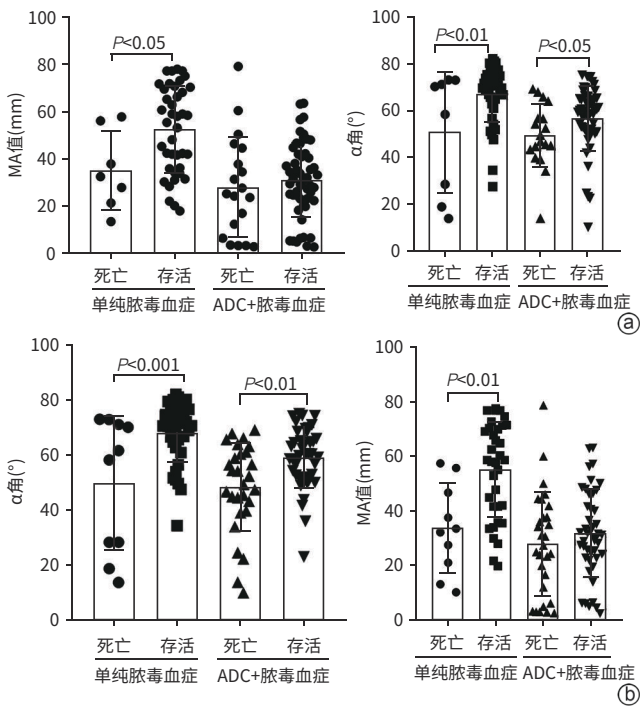 100
80
60
40
20
0
MA值(mm)
P<0.05
死亡 存活 死亡 存活
单纯脓毒血症 ADC+脓毒血症
100
80
60
40
20
0
α角(°)
P<0.01
P<0.05
死亡 存活 死亡 存活
单纯脓毒血症 ADC+脓毒血症
ⓐ
100
80
60
40
20
0
α角(°)
P<0.001
P<0.01
死亡 存活 死亡 存活
单纯脓毒血症 ADC+脓毒血症
100
80
60
40
20
0
MA值(mm)
P<0.01
死亡 存活 死亡 存活
单纯脓毒血症 ADC+脓毒血症
ⓑ